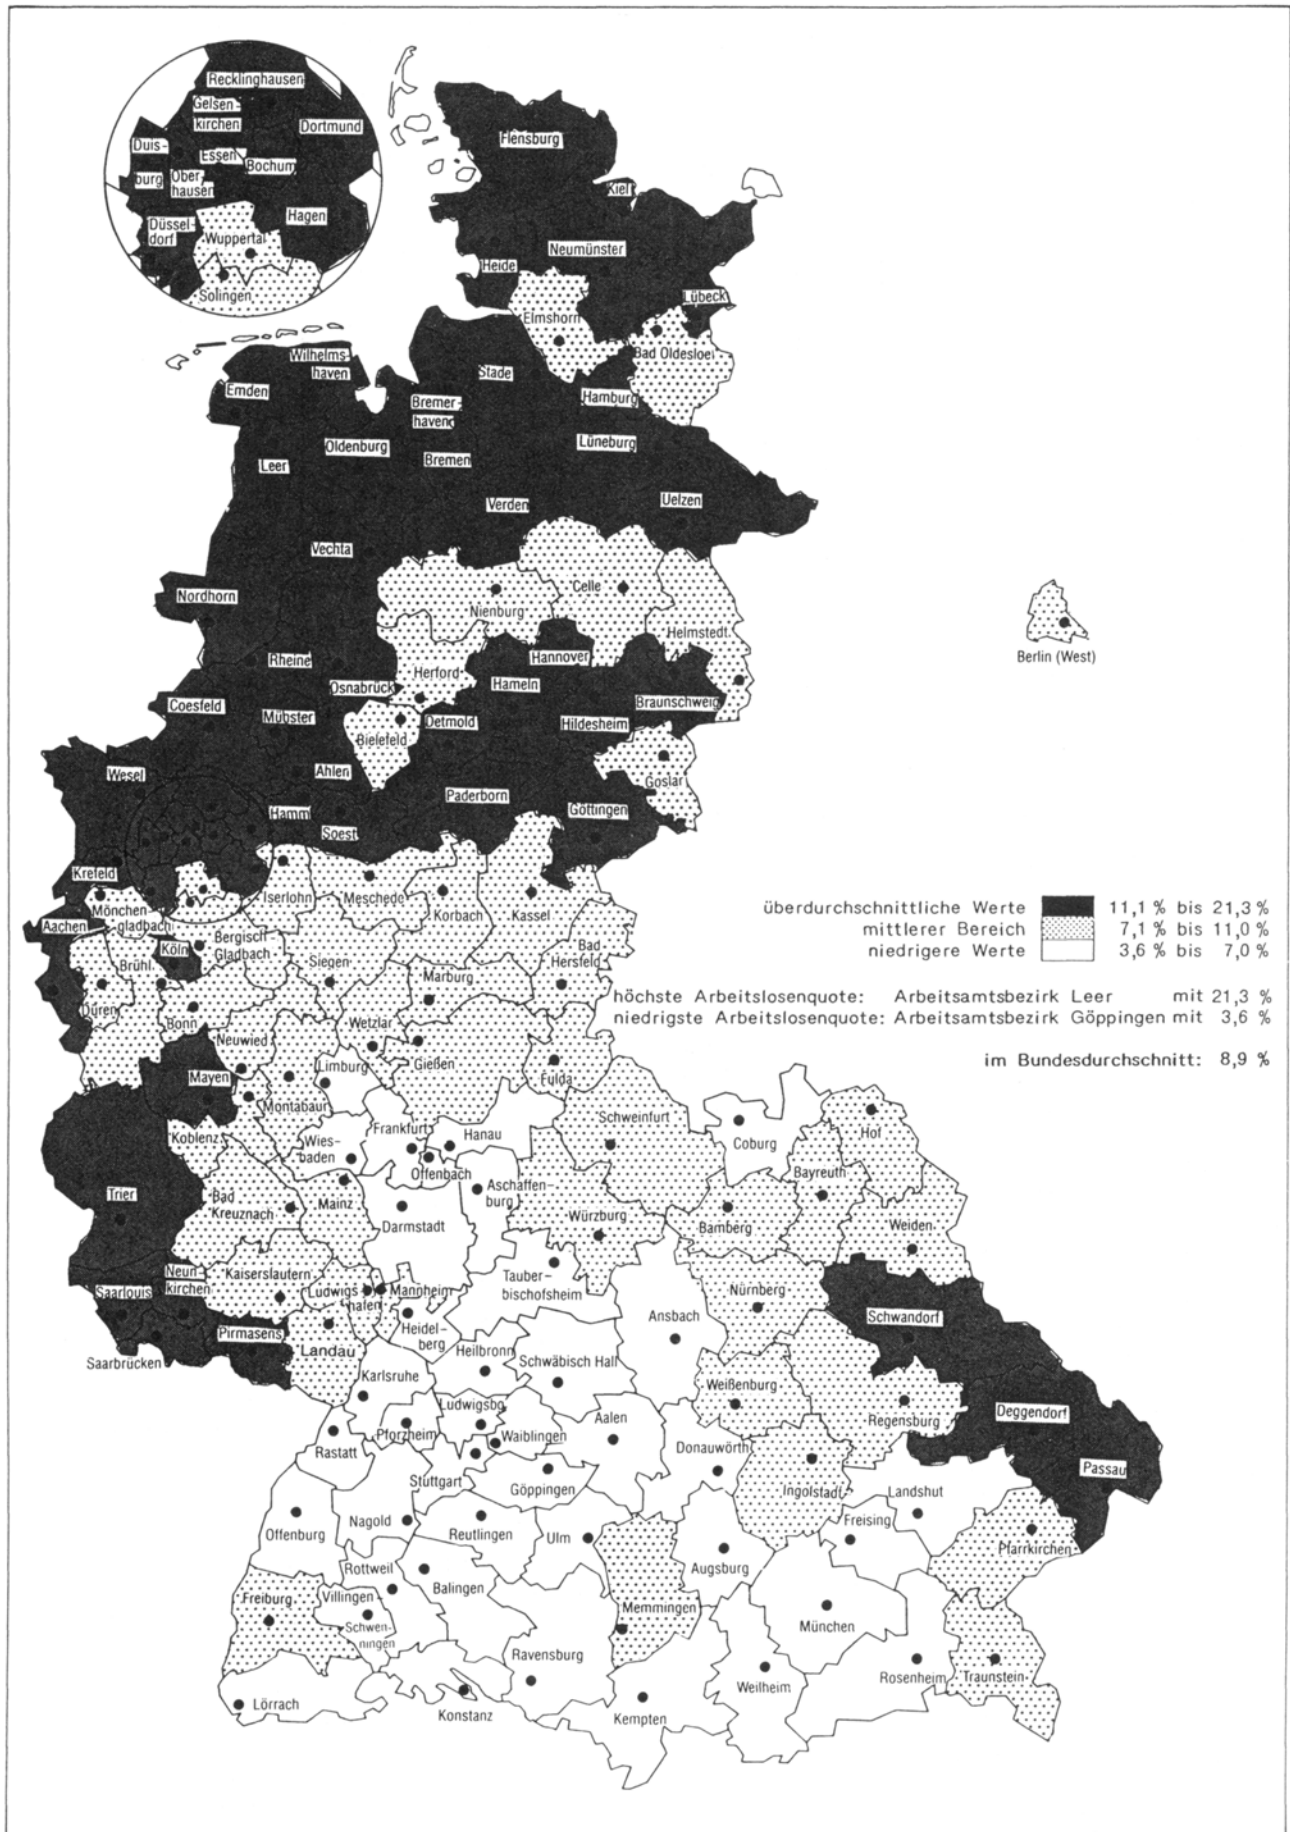 Recklinghausen
Gelsen-
kirchen
Dortmund
Duis-
burg
Essen
Bochum
Ober-
hausen
Hagen
Düssel-
dorf
Wuppertal
Solingen
Flensburg
Kiel
Neumünster
Heide
Lübeck
Elmshorn
Bad Oldesloe
Wilhelms-
haven
Stade
Emden
Hamburg
Bremer-
haven
Oldenburg
Lüneburg
Leer
Bremen
Uelzen
Verden
Vechta
Celle
Nordhorn
Nienburg
Helmstedt
Berlin (West)
Rheine
Hannover
Herford
Osnabrück
Hameln
Coesfeld
Braunschweig
Mübster
Detmold
Hildesheim
Bielefeld
Wesel
Ahlen
Goslar
Paderborn
Hamm
Göttingen
Soest
Krefeld
Iserlohn
Meschede
Korbach
Kassel
Mönchen-
gladbach
Aachen
Köln
Bergisch-
Gladbach
Brühl
Siegen
Bad
Hersfeld
Marburg
Düren
Bonn
Wetzlar
Neuwied
Gießen
Limburg
Fulda
Mayen
Montabaur
überdurchschnittliche Werte 11,1 % bis 21,3 %
mittlerer Bereich 7,1 % bis 11,0 %
niedrigere Werte 3,6 % bis 7,0 %
höchste Arbeitslosenquote: Arbeitsamtsbezirk Leer mit 21,3 %
niedrigste Arbeitslosenquote: Arbeitsamtsbezirk Göppingen mit 3,6 %
im Bundesdurchschnitt: 8,9 %
Schweinfurt
Koblenz
Frankfurt
Hanau
Coburg
Hof
Wies-
baden
Offenbach
Bayreuth
Trier
Bad
Kreuznach
Mainz
Aschaffen-
burg
Darmstadt
Würzburg
Bamberg
Weiden
Neun-
kirchen
Kaiserslautern
Saarlouis
Ludwigs
hafen
Mannheim
Tauber-
bischofsheim
Nürnberg
Schwandorf
Ansbach
Pirmasens
Heidel-
berg
Landau
Saarbrücken
Heilbronn
Schwäbisch Hall
Karlsruhe
Weißenburg
Ludwigsbg.
Aalen
Regensburg
Deggendorf
Pforzheim
Waiblingen
Donauwörth
Rastatt
Passau
Stuttgart
Göppingen
Ingolstadt
Landshut
Offenburg
Nagold
Reutlingen
Ulm
Freising
Pfarrkirchen
Rottweil
Balingen
Augsburg
Freiburg
Villingen-
Schwen-
ningen
Memmingen
München
Ravensburg
Rosenheim
Traunstein
Weilheim
Lörrach
Konstanz
Kempten